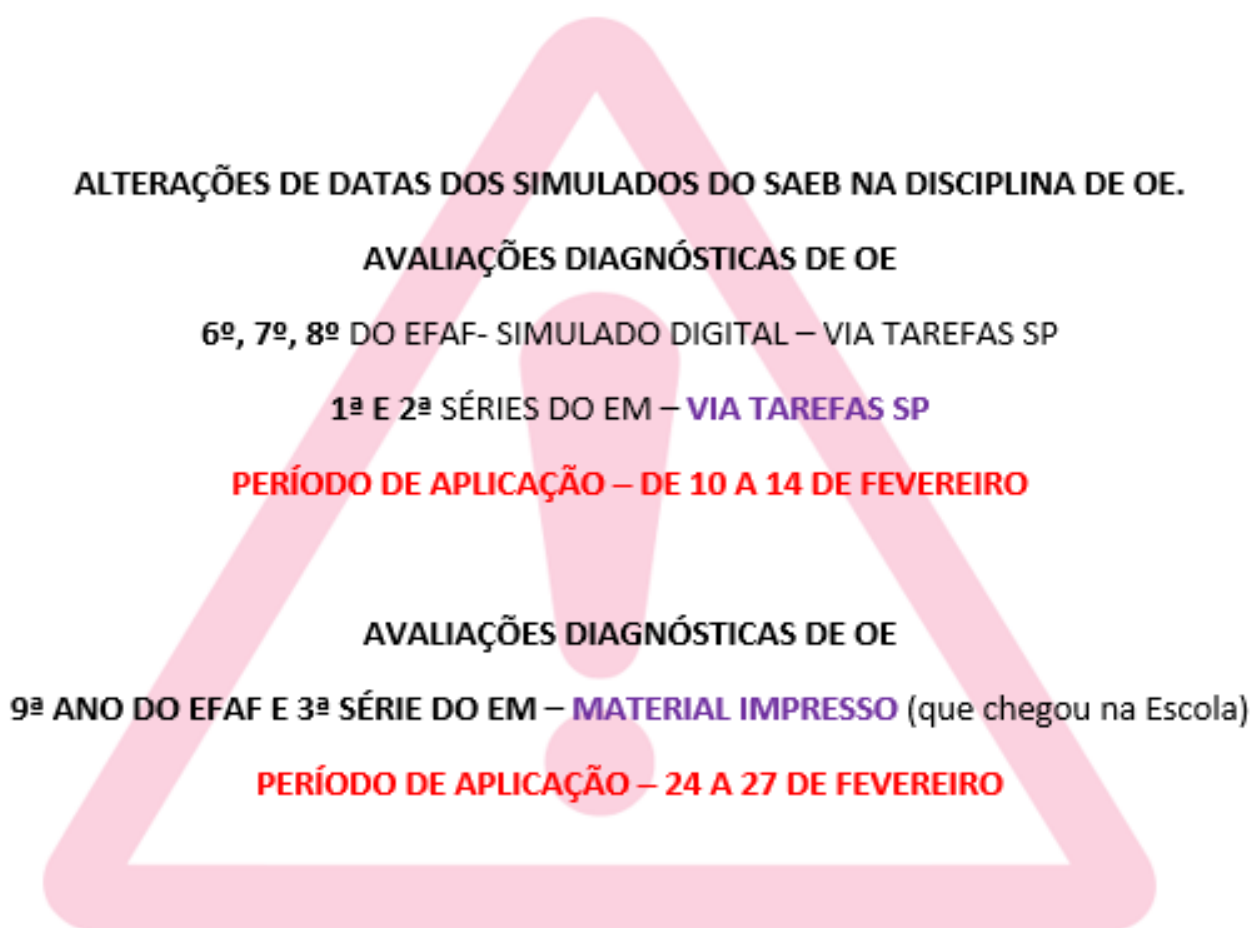 ALTERAÇÕES DE DATAS DOS SIMULADOS DO SAEB NA DISCIPLINA DE OE.
AVALIAÇÕES DIAGNÓSTICAS DE OE
6º, 7º, 8º DO EFAF- SIMULADO DIGITAL – VIA TAREFAS SP
1ª E 2ª SÉRIES DO EM – VIA TAREFAS SP
PERÍODO DE APLICAÇÃO – DE 10 A 14 DE FEVEREIRO
AVALIAÇÕES DIAGNÓSTICAS DE OE
9ª ANO DO EFAF E 3ª SÉRIE DO EM – MATERIAL IMPRESSO (que chegou na Escola)
PERÍODO DE APLICAÇÃO – 24 A 27 DE FEVEREIRO